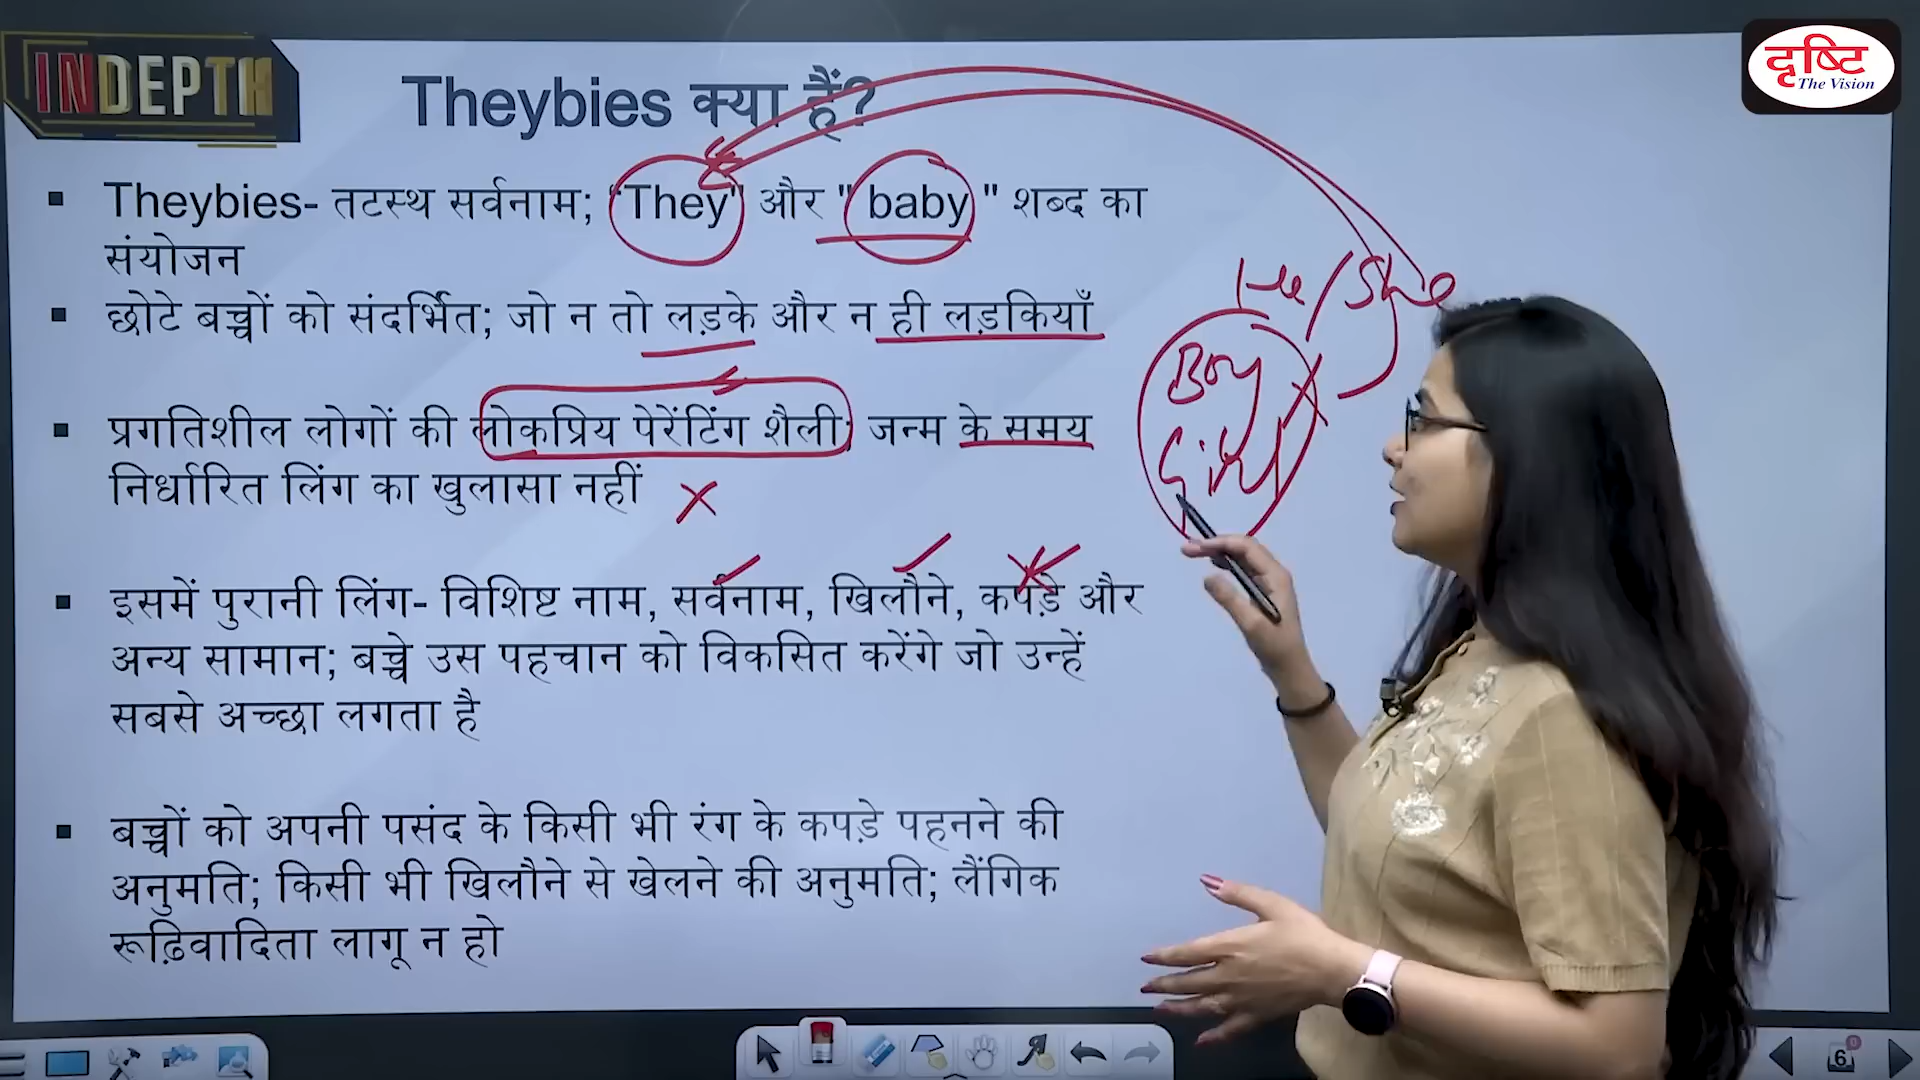 INDEPTH
Theybies क्या हैं?
दृष्टि
The Vision
▪ Theybies- तटस्थ सर्वनाम; "They" और " baby " शब्द का
संयोजन
▪ छोटे बच्चों को संदर्भित; जो न तो लड़के और न ही लड़कियाँ
▪ प्रगतिशील लोगों की लोकप्रिय पेरेंटिंग शैली; जन्म के समय
निर्धारित लिंग का खुलासा नहीं
▪ इसमें पुरानी लिंग- विशिष्ट नाम, सर्वनाम, खिलौने, कपड़े और
अन्य सामान; बच्चे उस पहचान को विकसित करेंगे जो उन्हें
सबसे अच्छा लगता है
▪ बच्चों को अपनी पसंद के किसी भी रंग के कपड़े पहनने की
अनुमति; किसी भी खिलौने से खेलने की अनुमति; लैंगिक
रूढ़िवादिता लागू न हो
He/She
Boy
Girl
6